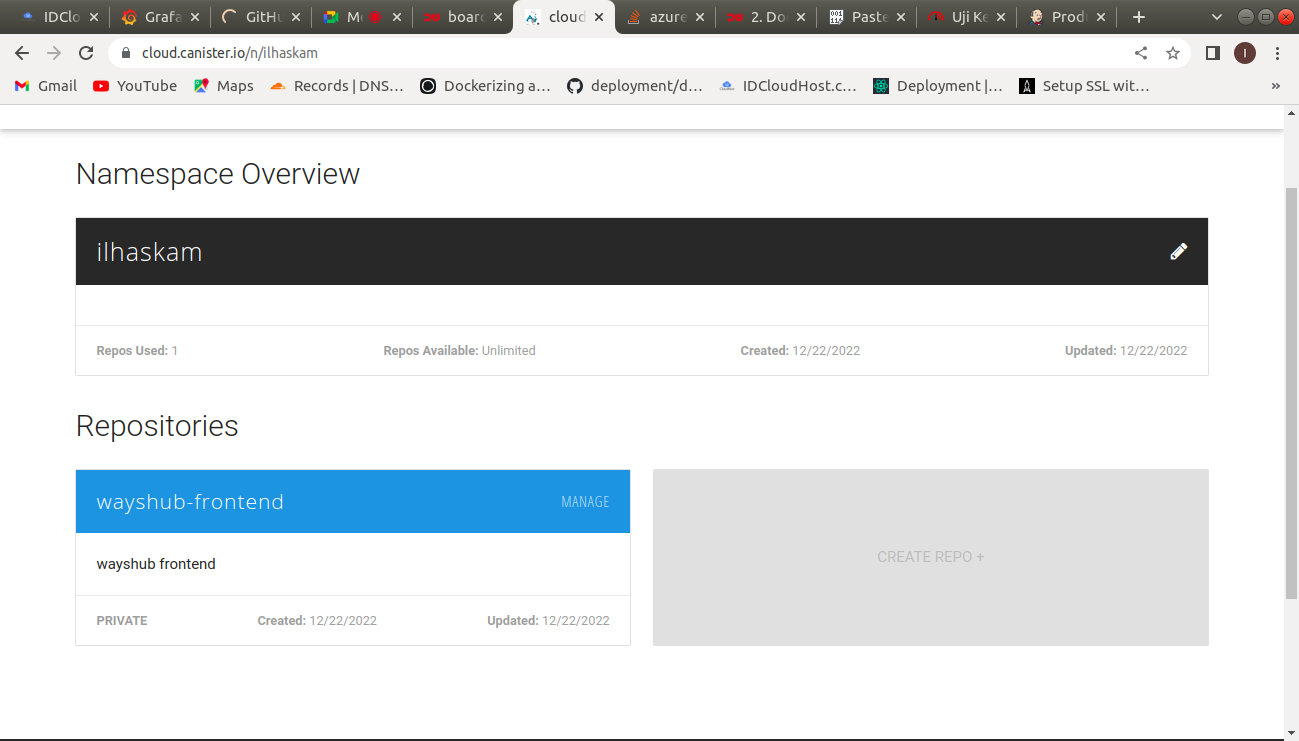 IDClo Grafa GitHu M boarc cloud azure 2. Do Paste Uji Ke Prod
cloud.canister.io/n/ilhaskam I
Gmail YouTube Maps Records | DNS... Dockerizing a... deployment/d... IDCloudHost.c... Deployment |... Setup SSL wit... »
Namespace Overview
ilhaskam
Repos Used: 1 Repos Available: Unlimited Created: 12/22/2022 Updated: 12/22/2022
Repositories
wayshub-frontend MANAGE
wayshub frontend
CREATE REPO +
PRIVATE Created: 12/22/2022 Updated: 12/22/2022